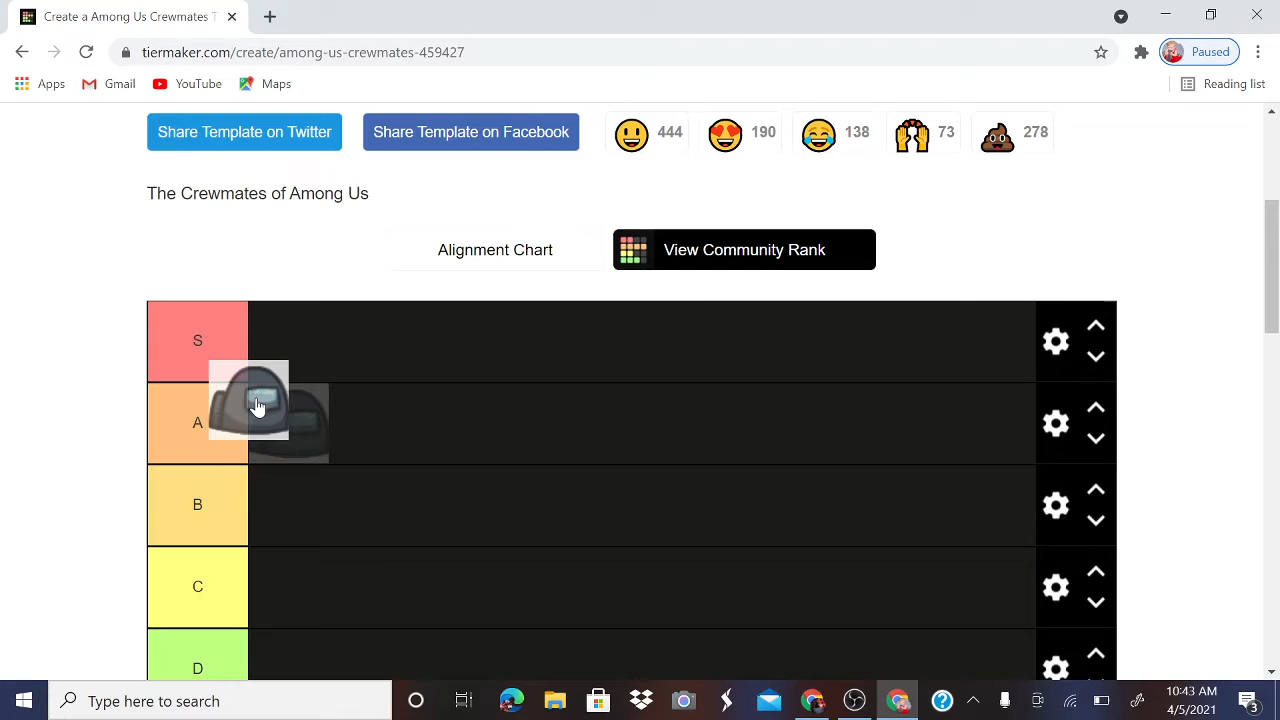 Create a Among Us Crewmates T
tiermaker.com/create/among-us-crewmates-459427
Paused
Apps
Gmail
YouTube
Maps
Reading list
Share Template on Twitter
Share Template on Facebook
444
190
138
73
278
The Crewmates of Among Us
Alignment Chart
View Community Rank
S
A
B
C
D
Type here to search
10:43 AM
4/5/2021
3